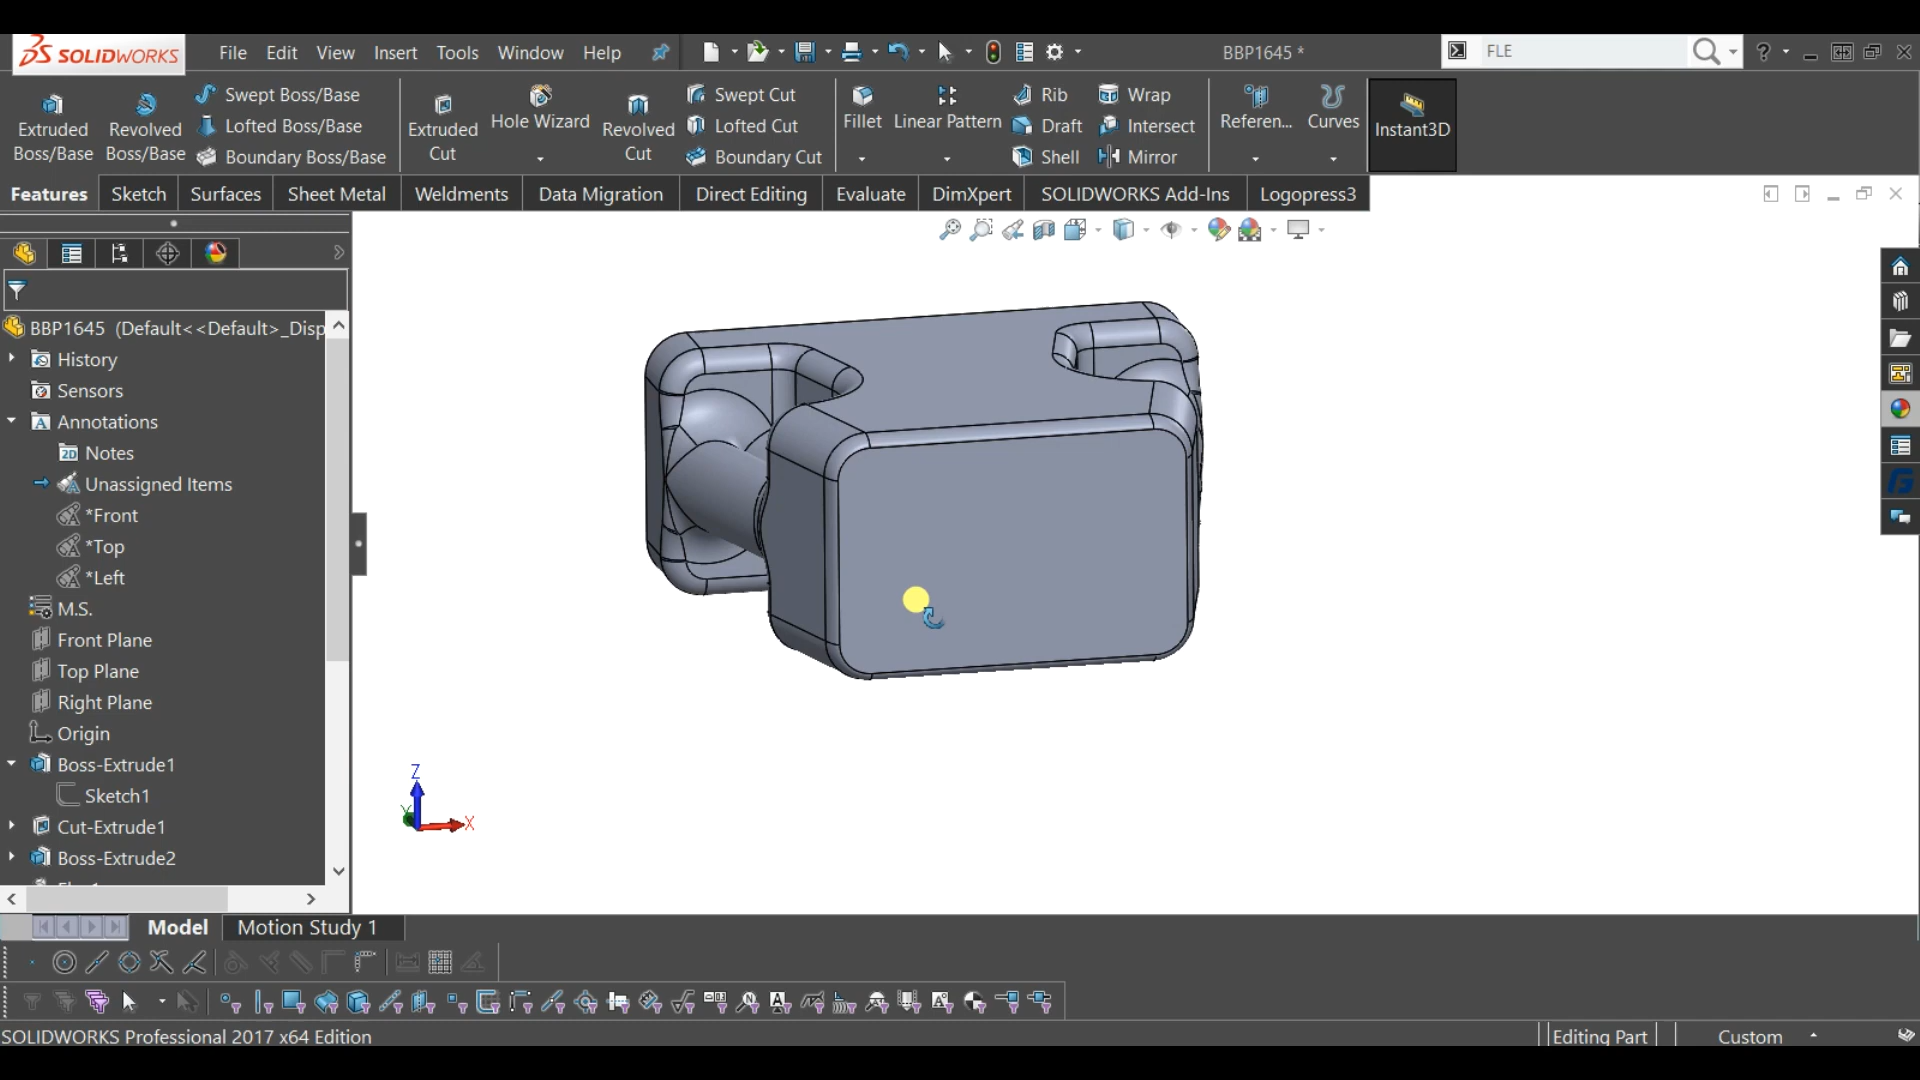 SOLIDWORKS File Edit View Insert Tools Window Help BBP1645 * FLE
Extruded Boss/Base
Revolved Boss/Base
Swept Boss/Base
Lofted Boss/Base
Boundary Boss/Base
Extruded Cut
Hole Wizard
Revolved Cut
Swept Cut
Lofted Cut
Boundary Cut
Fillet
Linear Pattern
Rib
Draft
Shell
Wrap
Intersect
Mirror
Referen...
Curves
Instant3D
Features Sketch Surfaces Sheet Metal Weldments Data Migration Direct Editing Evaluate DimXpert SOLIDWORKS Add-Ins Logopress3
BBP1645 (Default<<Default>_Disp
History
Sensors
Annotations
Notes
Unassigned Items
*Front
*Top
*Left
M.S.
Front Plane
Top Plane
Right Plane
Origin
Boss-Extrude1
Sketch1
Cut-Extrude1
Boss-Extrude2
Z
Y
X
Model Motion Study 1
SOLIDWORKS Professional 2017 x64 Edition Editing Part Custom